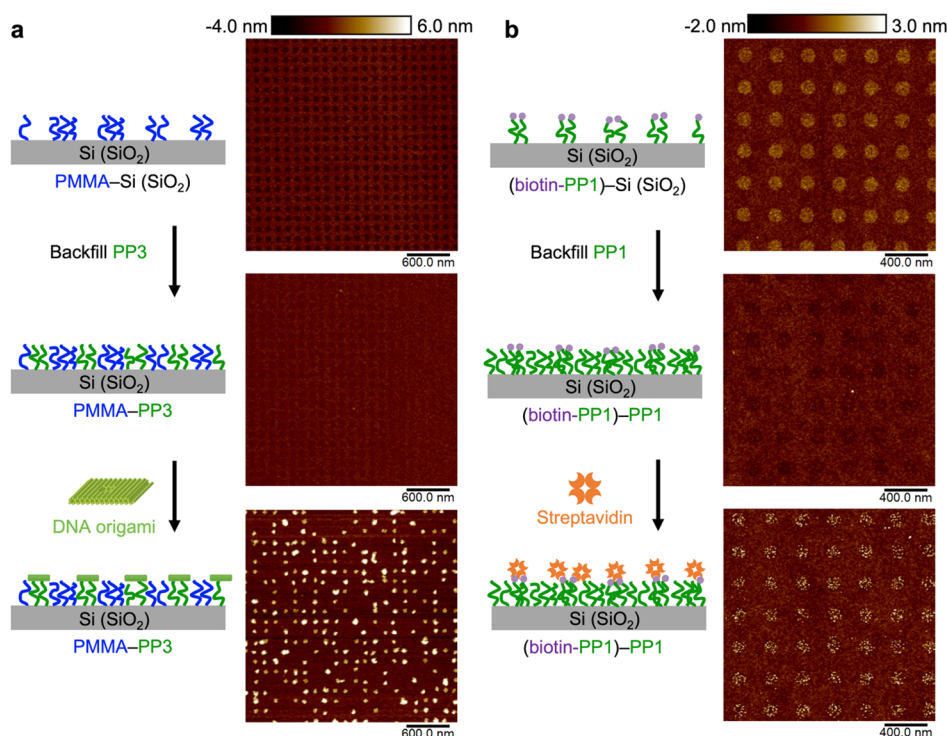 a
-4.0 nm 6.0 nm
Si (SiO₂)
PMMA–Si (SiO₂)
600.0 nm
Backfill PP3
Si (SiO₂)
PMMA–PP3
600.0 nm
DNA origami
Si (SiO₂)
PMMA–PP3
600.0 nm
b
-2.0 nm 3.0 nm
Si (SiO₂)
(biotin-PP1)–Si (SiO₂)
400.0 nm
Backfill PP1
Si (SiO₂)
(biotin-PP1)–PP1
400.0 nm
Streptavidin
Si (SiO₂)
(biotin-PP1)–PP1
400.0 nm